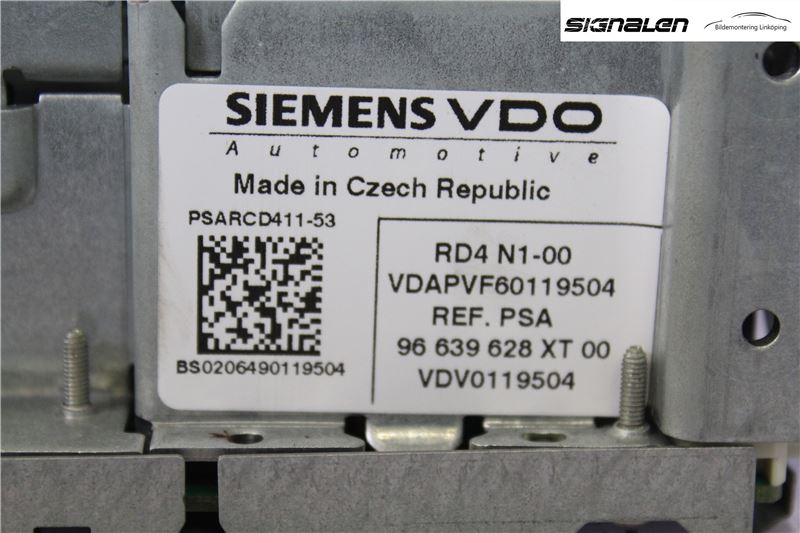 SIGNALEN
Bildemontering Linköping
SIEMENS VDO
Automotive
Made in Czech Republic
PSARCD411-53
BS0206490119504
RD4 N1-00
VDAPVF60119504
REF. PSA
96 639 628 XT 00
VDV0119504